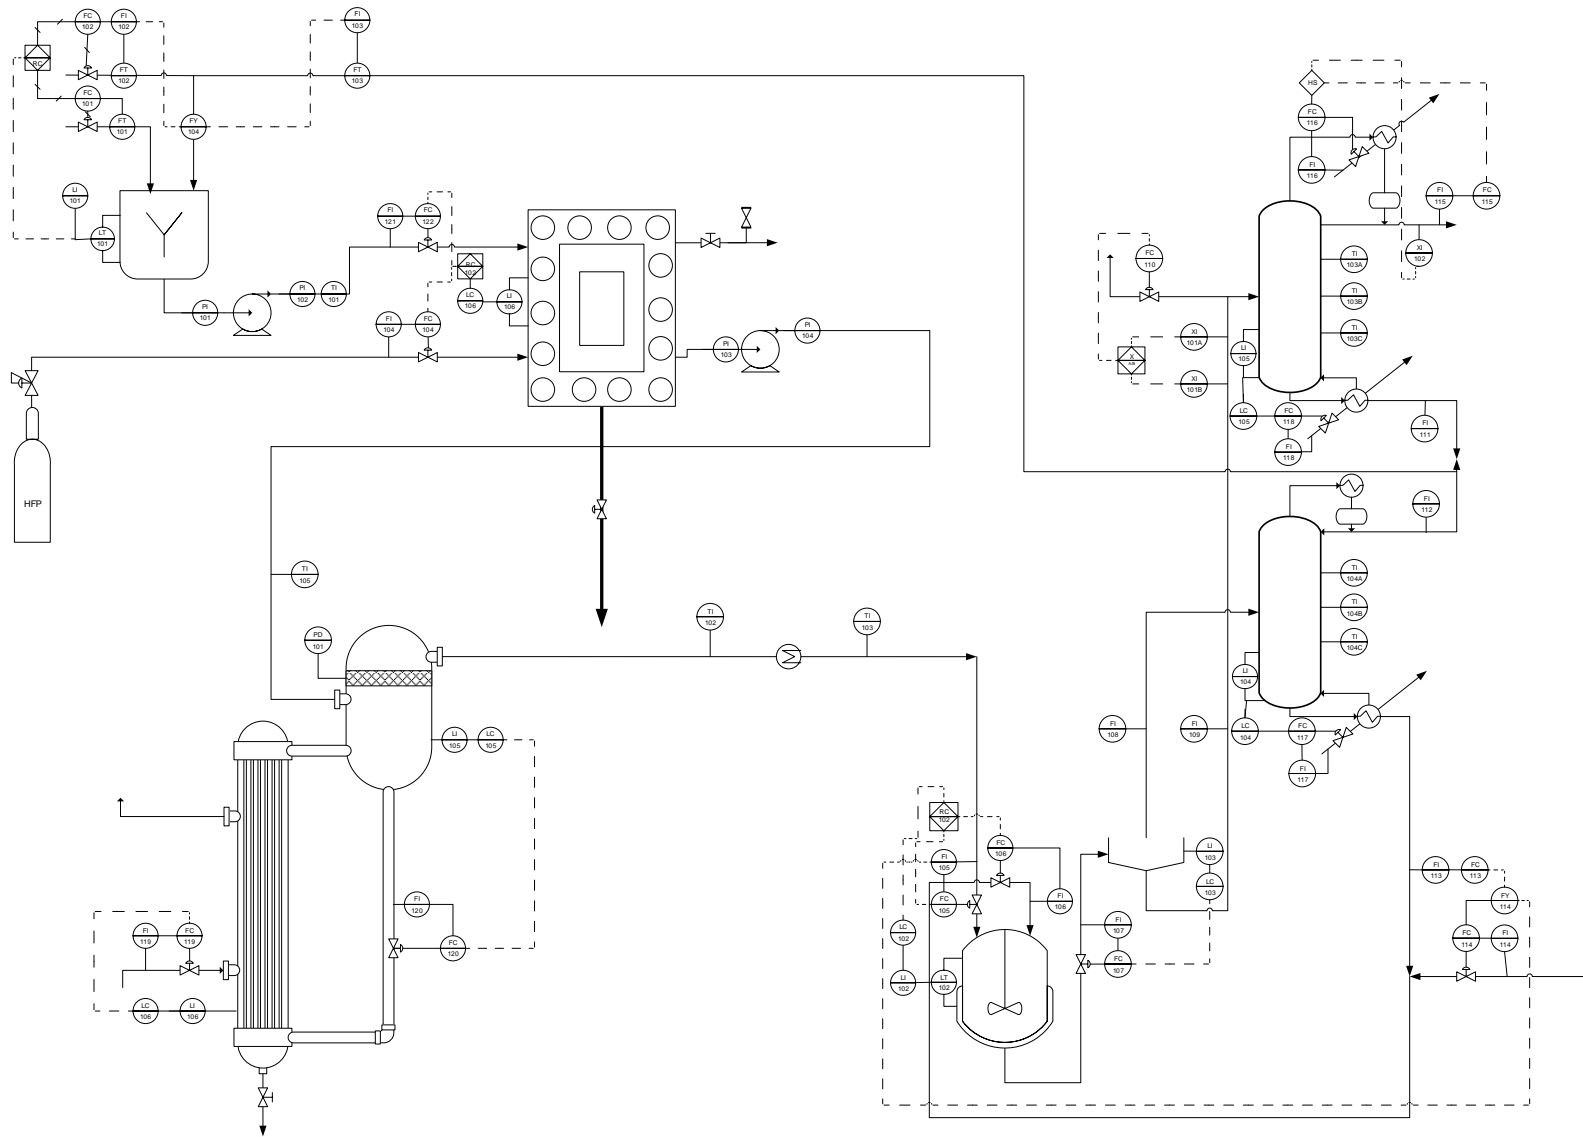 FC
102
FI
102
FI
103
RC
FT
102
FT
103
FC
101
FT
101
FY
104
LI
101
LT
101
PI
101
PI
102
TI
101
FI
121
FC
122
RC
102
LC
106
LI
106
FI
104
FC
104
PI
103
PI
104
HFP
TI
105
PD
101
TI
102
TI
103
LI
105
LC
105
FI
120
FC
120
FI
119
FC
119
LC
106
LI
106
HS
FC
116
FI
116
FI
115
FC
115
XI
102
FC
110
TI
103A
TI
103B
TI
103C
XI
101A
XI
101B
X
LI
105
LC
105
FC
118
FI
118
FI
111
FI
112
TI
104A
TI
104B
TI
104C
LI
104
LC
104
FC
117
FI
117
FI
108
FI
109
RC
102
FC
106
FI
105
FC
105
FI
106
LC
102
LI
102
LT
102
FI
107
FC
107
LI
103
LC
103
FI
113
FC
113
FY
114
FC
114
FI
114